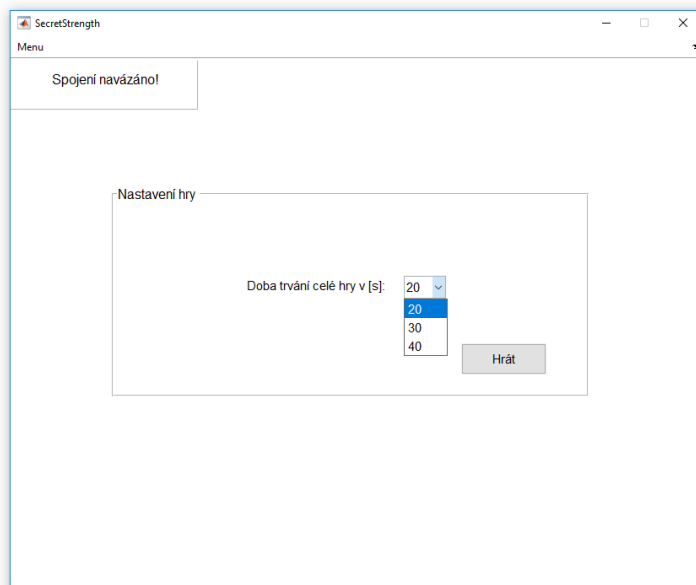 SecretStrength
Menu
Spojení navázáno!
Nastavení hry
Doba trvání celé hry v [s]:
20
20
30
40
Hrát